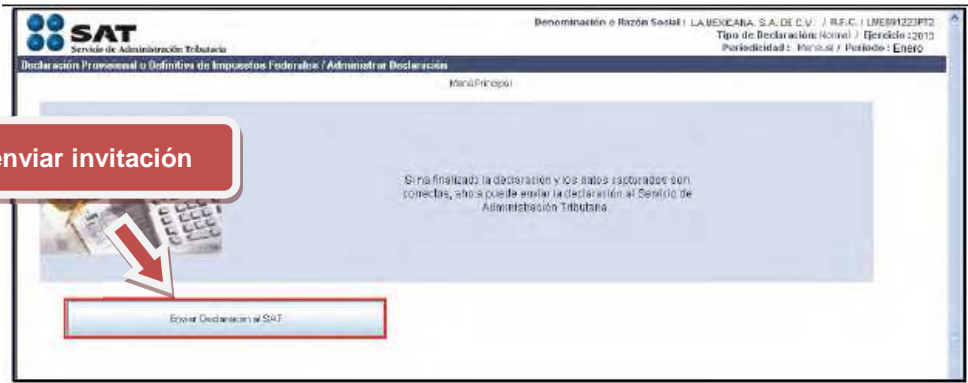 SAT
Servicio de Administración Tributaria
Denominación o Razón Social: LA MEXICANA, S.A. DE C.V. / R.F.C.: LME891223PT2
Tipo de Declaración: Normal / Ejercicio: 2013
Periodicidad: Mensual / Periodo: Enero
Declaración Provisional o Definitiva de Impuestos Federales / Administrar Declaración
Menú Principal
enviar invitación
Si ha finalizado la declaración y los datos capturados son
correctos, ahora puede enviar la declaración al Servicio de
Administración Tributaria
Enviar Declaración al SAT